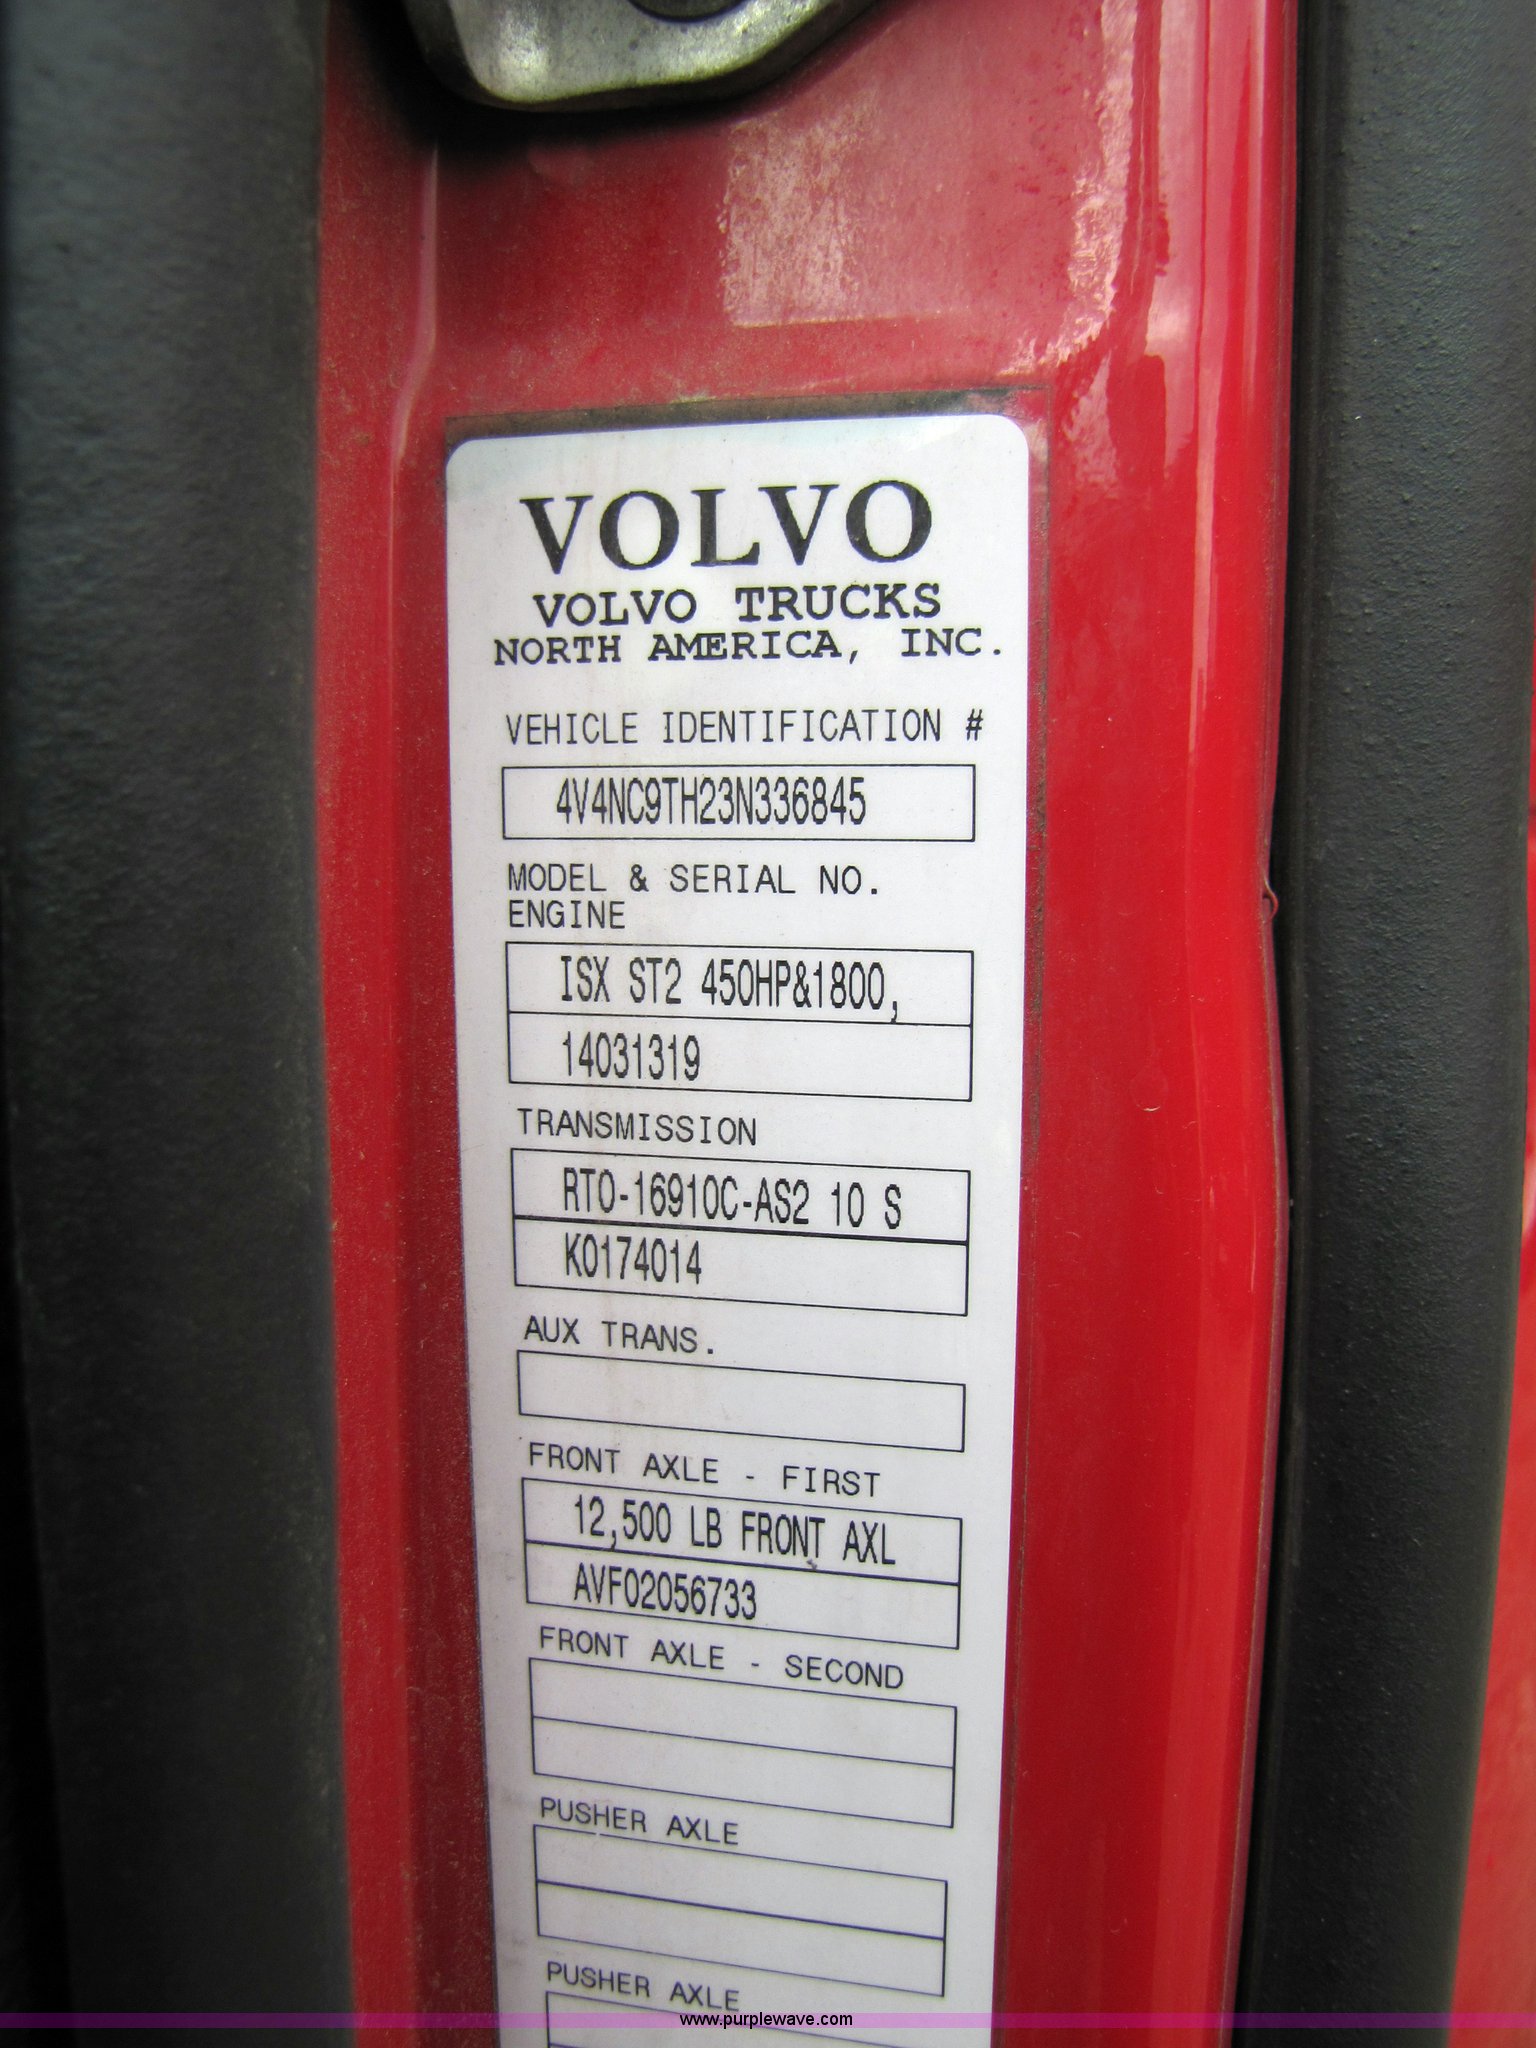 VOLVO
VOLVO TRUCKS
NORTH AMERICA, INC.
VEHICLE IDENTIFICATION #
4V4NC9TH23N336845
MODEL & SERIAL NO.
ENGINE
ISX ST2 450HP&1800,
14031319
TRANSMISSION
RTO-16910C-AS2 10 S
K0174014
AUX TRANS.
FRONT AXLE - FIRST
12,500 LB FRONT AXL
AVF02056733
FRONT AXLE - SECOND
PUSHER AXLE
PUSHER AXLE
www.purplewave.com